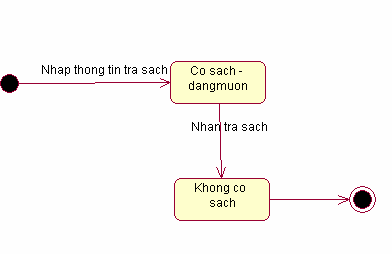 Nhap thong tin tra sach
Co sach -
dangmuon
Nhan tra sach
Khong co
sach